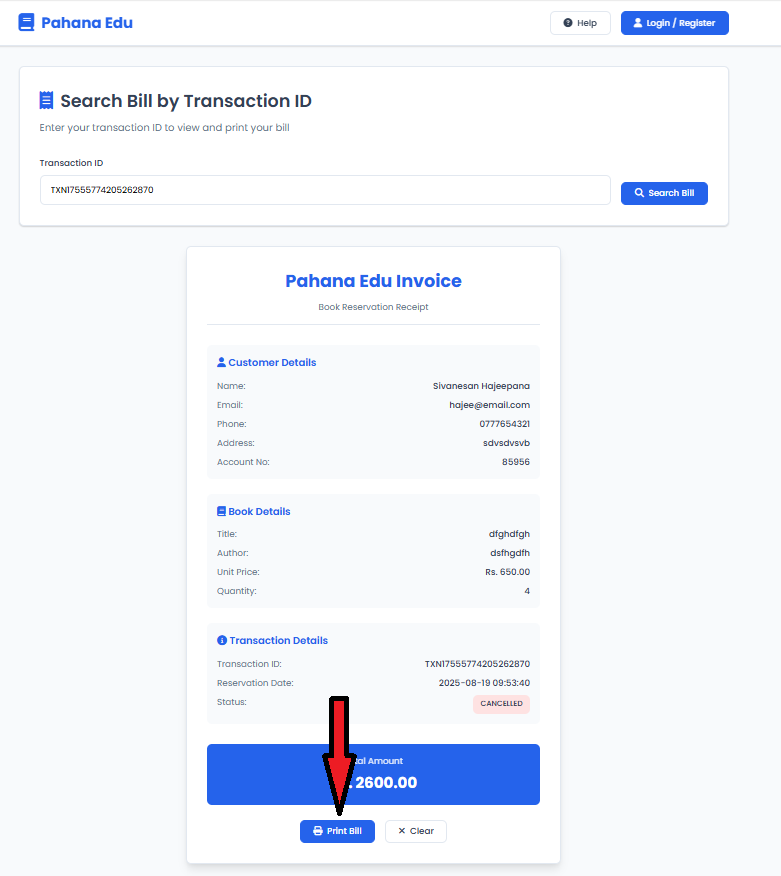 Pahana Edu
Help
Login / Register
Search Bill by Transaction ID
Enter your transaction ID to view and print your bill
Transaction ID
TXN17555774205262870
Search Bill
Pahana Edu Invoice
Book Reservation Receipt
Customer Details
Name: Sivanesan Hajeepana
Email: hajee@email.com
Phone: 0777654321
Address: sdvsdvsvb
Account No: 85956
Book Details
Title: dfghdfgh
Author: dsfhgdfh
Unit Price: Rs. 650.00
Quantity: 4
Transaction Details
Transaction ID: TXN17555774205262870
Reservation Date: 2025-08-19 09:53:40
Status: CANCELLED
Amount
2600.00
Print Bill
Clear